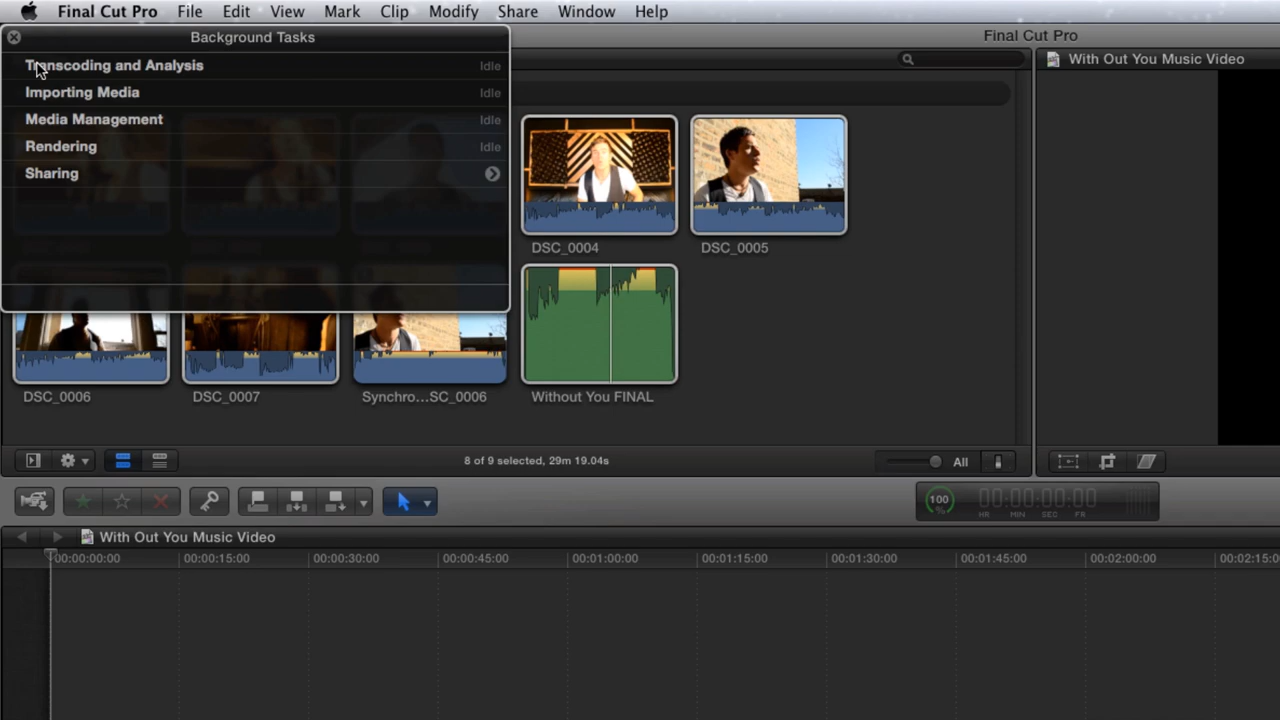 Final Cut Pro File Edit View Mark Clip Modify Share Window Help
Background Tasks
Final Cut Pro
Transcoding and Analysis Idle
With Out You Music Video
Importing Media Idle
Media Management Idle
Rendering Idle
Sharing
DSC_0004 DSC_0005
DSC_0006 DSC_0007 Synchro...SC_0006 Without You FINAL
8 of 9 selected, 29m 19.04s
All
100 00:00:00:00
% HR MIN SEC FR
With Out You Music Video
00:00:00:00 00:00:15:00 00:00:30:00 00:00:45:00 00:01:00:00 00:01:15:00 00:01:30:00 00:01:45:00 00:02:00:00 00:02:15:0